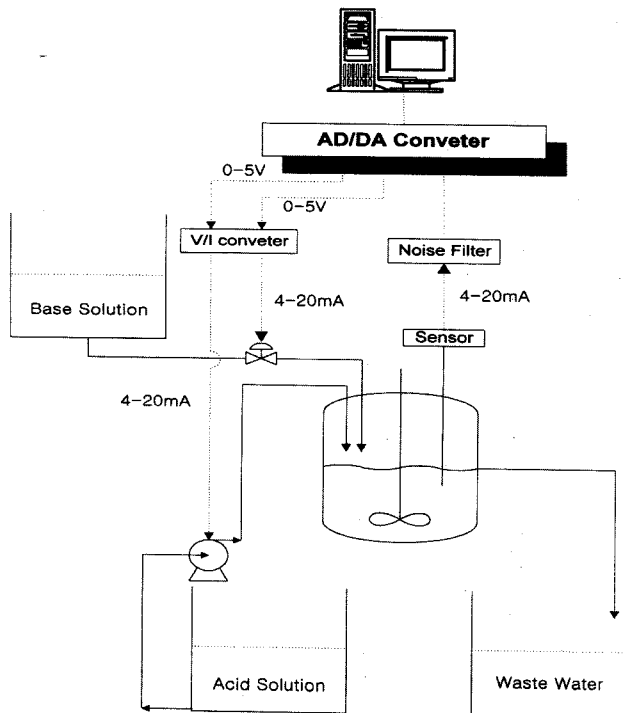 AD/DA Conveter
0-5V
0-5V
V/I conveter
Noise Filter
4-20mA
4-20mA
Base Solution
Sensor
4-20mA
Acid Solution
Waste Water